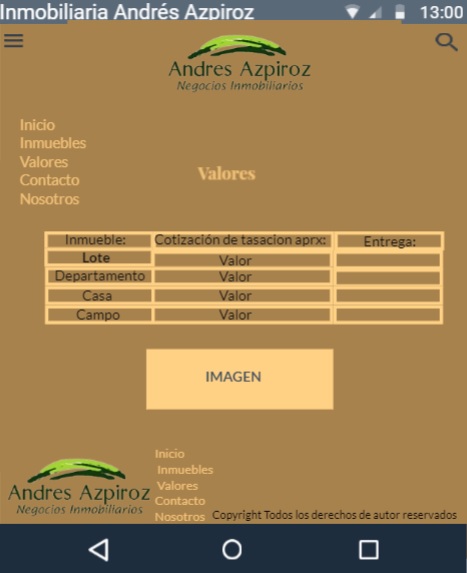 Inmobiliaria Andrés Azpiroz 13:00
Andres Azpiroz
Negocios Inmobiliarios
Inicio
Inmuebles
Valores
Contacto
Nosotros
Valores
Inmueble: Cotización de tasacion aprx: Entrega:
Lote Valor
Departamento Valor
Casa Valor
Campo Valor
IMAGEN
Andres Azpiroz
Negocios Inmobiliarios
Inicio
Inmuebles
Valores
Contacto
Nosotros
Copyright Todos los derechos de autor reservados